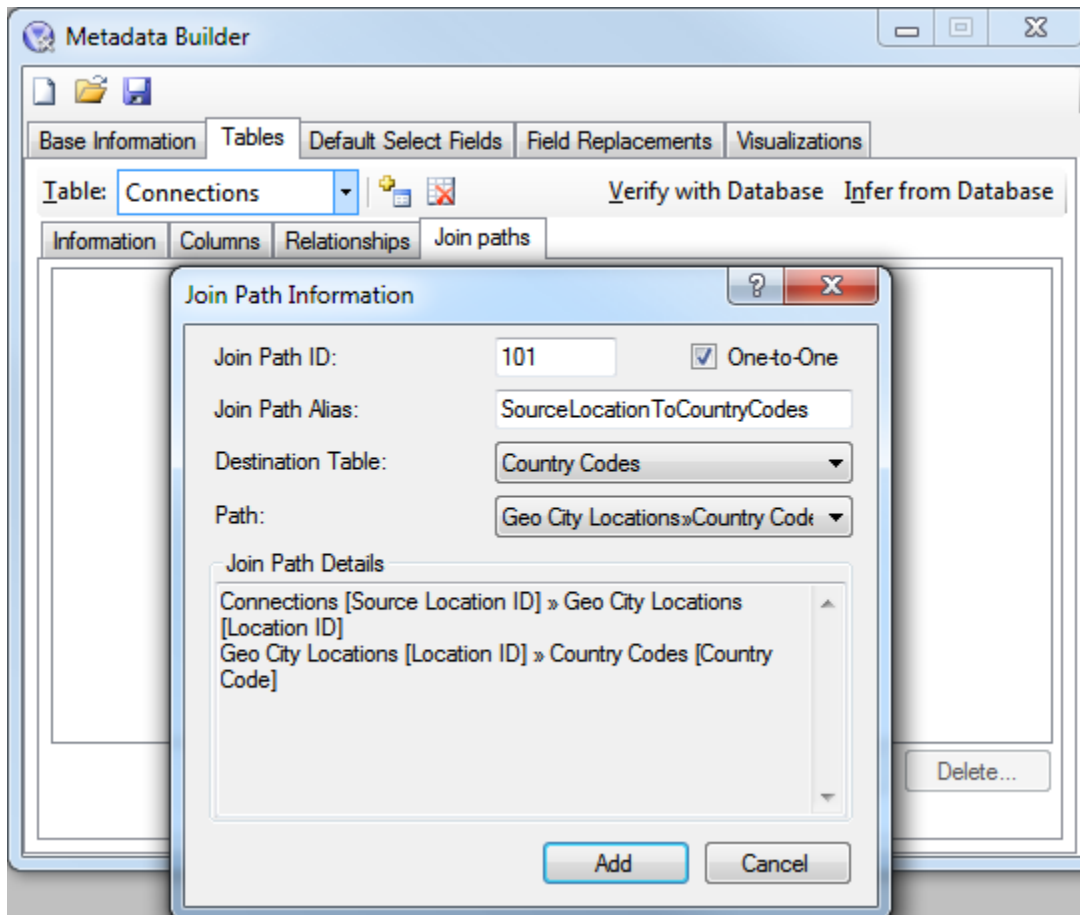 Metadata Builder
Base Information Tables Default Select Fields Field Replacements Visualizations
Table: Connections Verify with Database Infer from Database
Information Columns Relationships Join paths
Join Path Information
Join Path ID: 101 One-to-One
Join Path Alias: SourceLocationToCountryCodes
Destination Table: Country Codes
Path: Geo City Locations»Country Code
Join Path Details
Connections [Source Location ID] » Geo City Locations
[Location ID]
Geo City Locations [Location ID] » Country Codes [Country
Code]
Delete...
Add Cancel